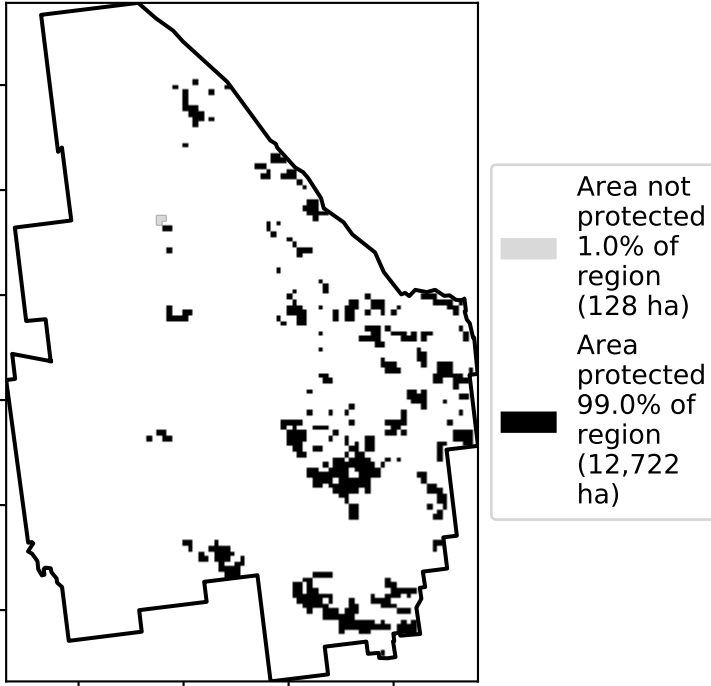 Area not
protected
1.0% of
region
(128 ha)
Area
protected
99.0% of
region
(12,722
ha)